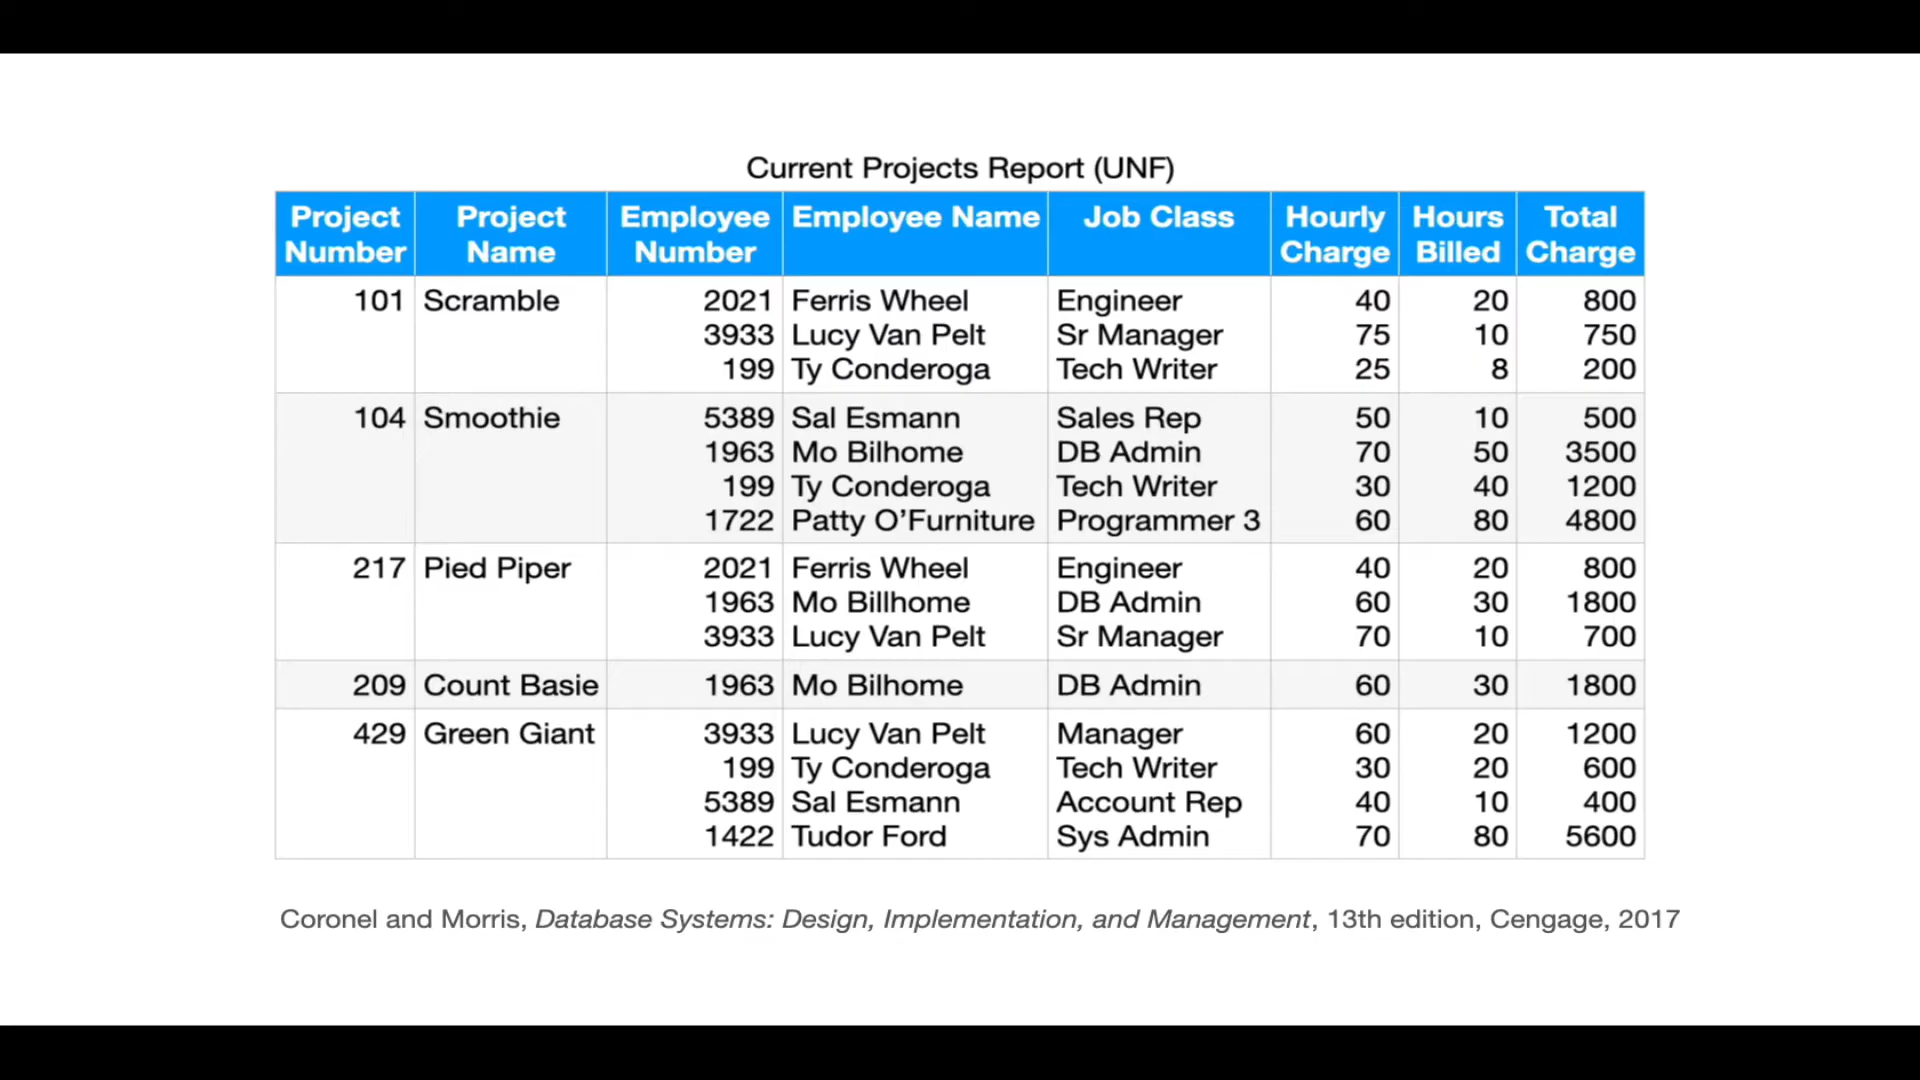 Current Projects Report (UNF)
Project Number Project Name Employee Number Employee Name Job Class Hourly Charge Hours Billed Total Charge
101 Scramble 2021 Ferris Wheel Engineer 40 20 800
3933 Lucy Van Pelt Sr Manager 75 10 750
199 Ty Conderoga Tech Writer 25 8 200
104 Smoothie 5389 Sal Esmann Sales Rep 50 10 500
1963 Mo Bilhome DB Admin 70 50 3500
199 Ty Conderoga Tech Writer 30 40 1200
1722 Patty O’Furniture Programmer 3 60 80 4800
217 Pied Piper 2021 Ferris Wheel Engineer 40 20 800
1963 Mo Billhome DB Admin 60 30 1800
3933 Lucy Van Pelt Sr Manager 70 10 700
209 Count Basie 1963 Mo Bilhome DB Admin 60 30 1800
429 Green Giant 3933 Lucy Van Pelt Manager 60 20 1200
199 Ty Conderoga Tech Writer 30 20 600
5389 Sal Esmann Account Rep 40 10 400
1422 Tudor Ford Sys Admin 70 80 5600
Coronel and Morris, Database Systems: Design, Implementation, and Management, 13th edition, Cengage, 2017